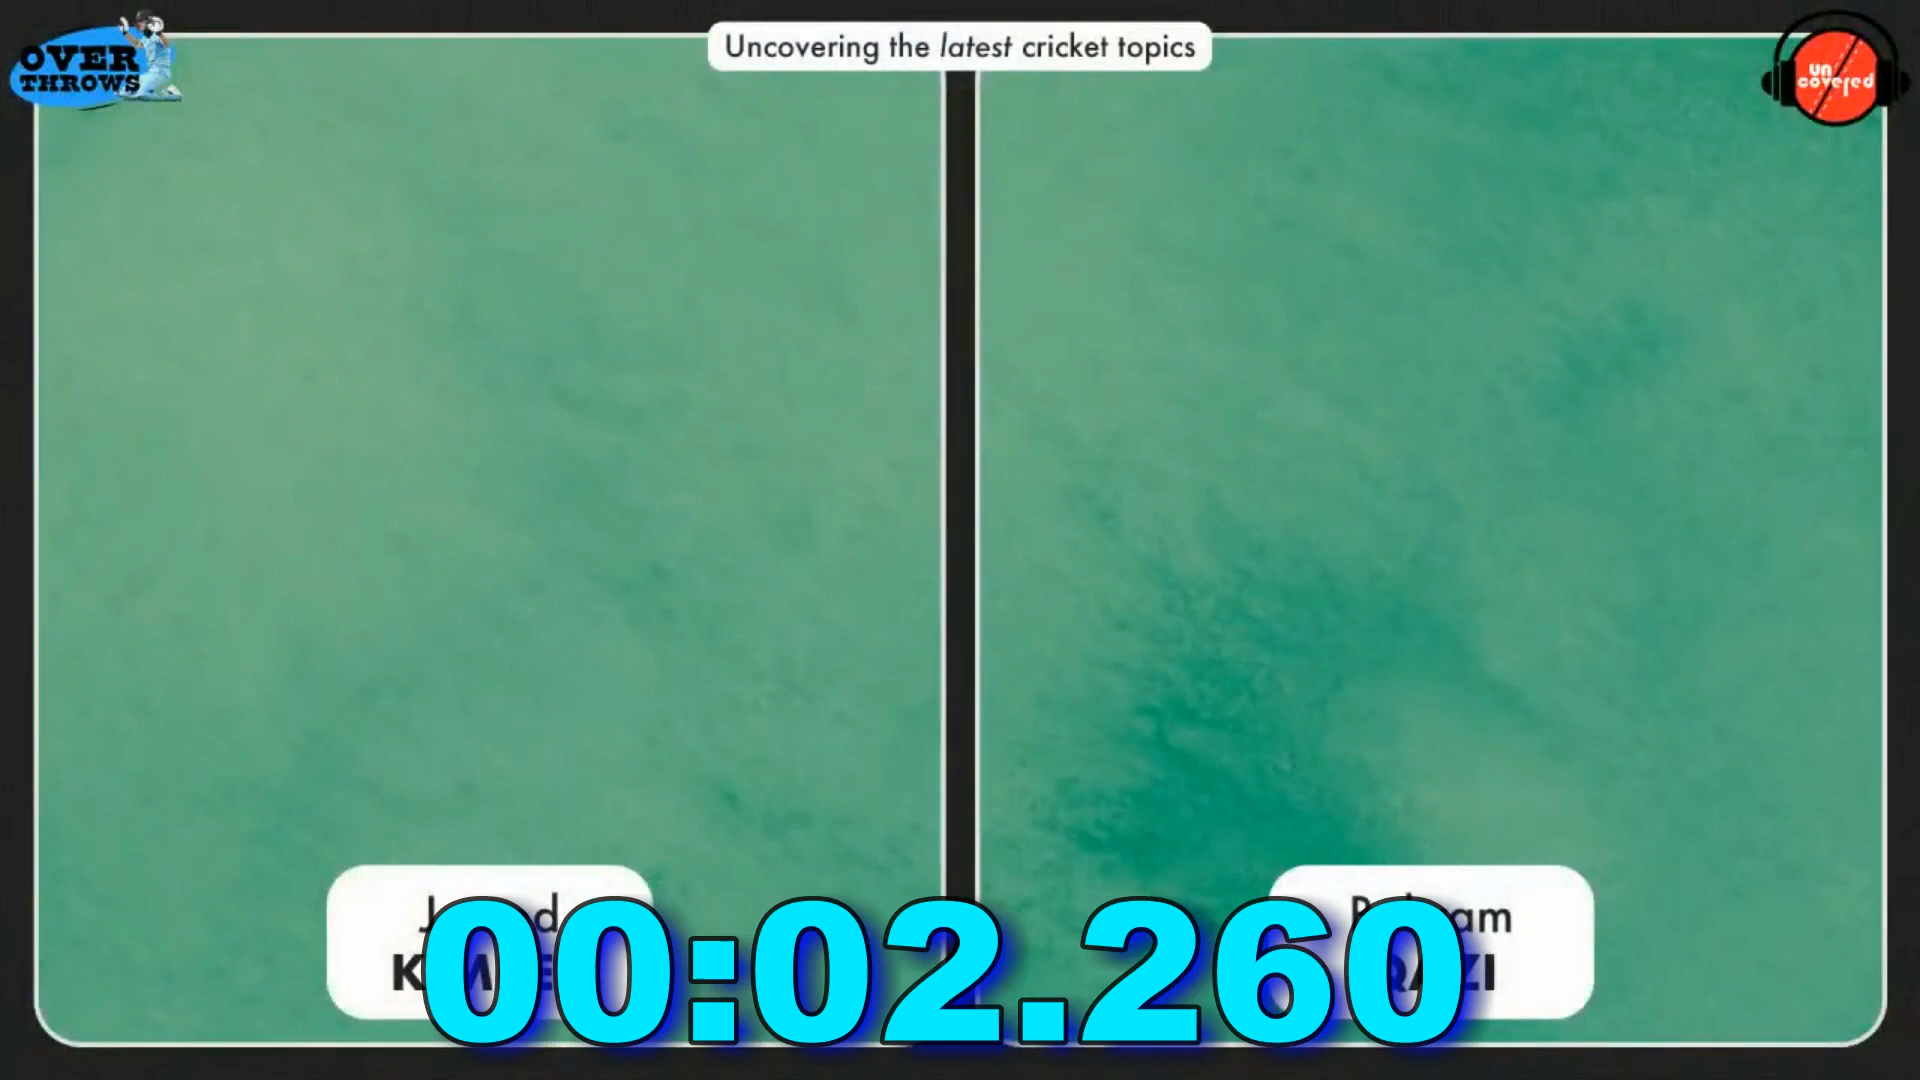 OVER
THROWS
Uncovering the latest cricket topics
un
covered
00:02.260